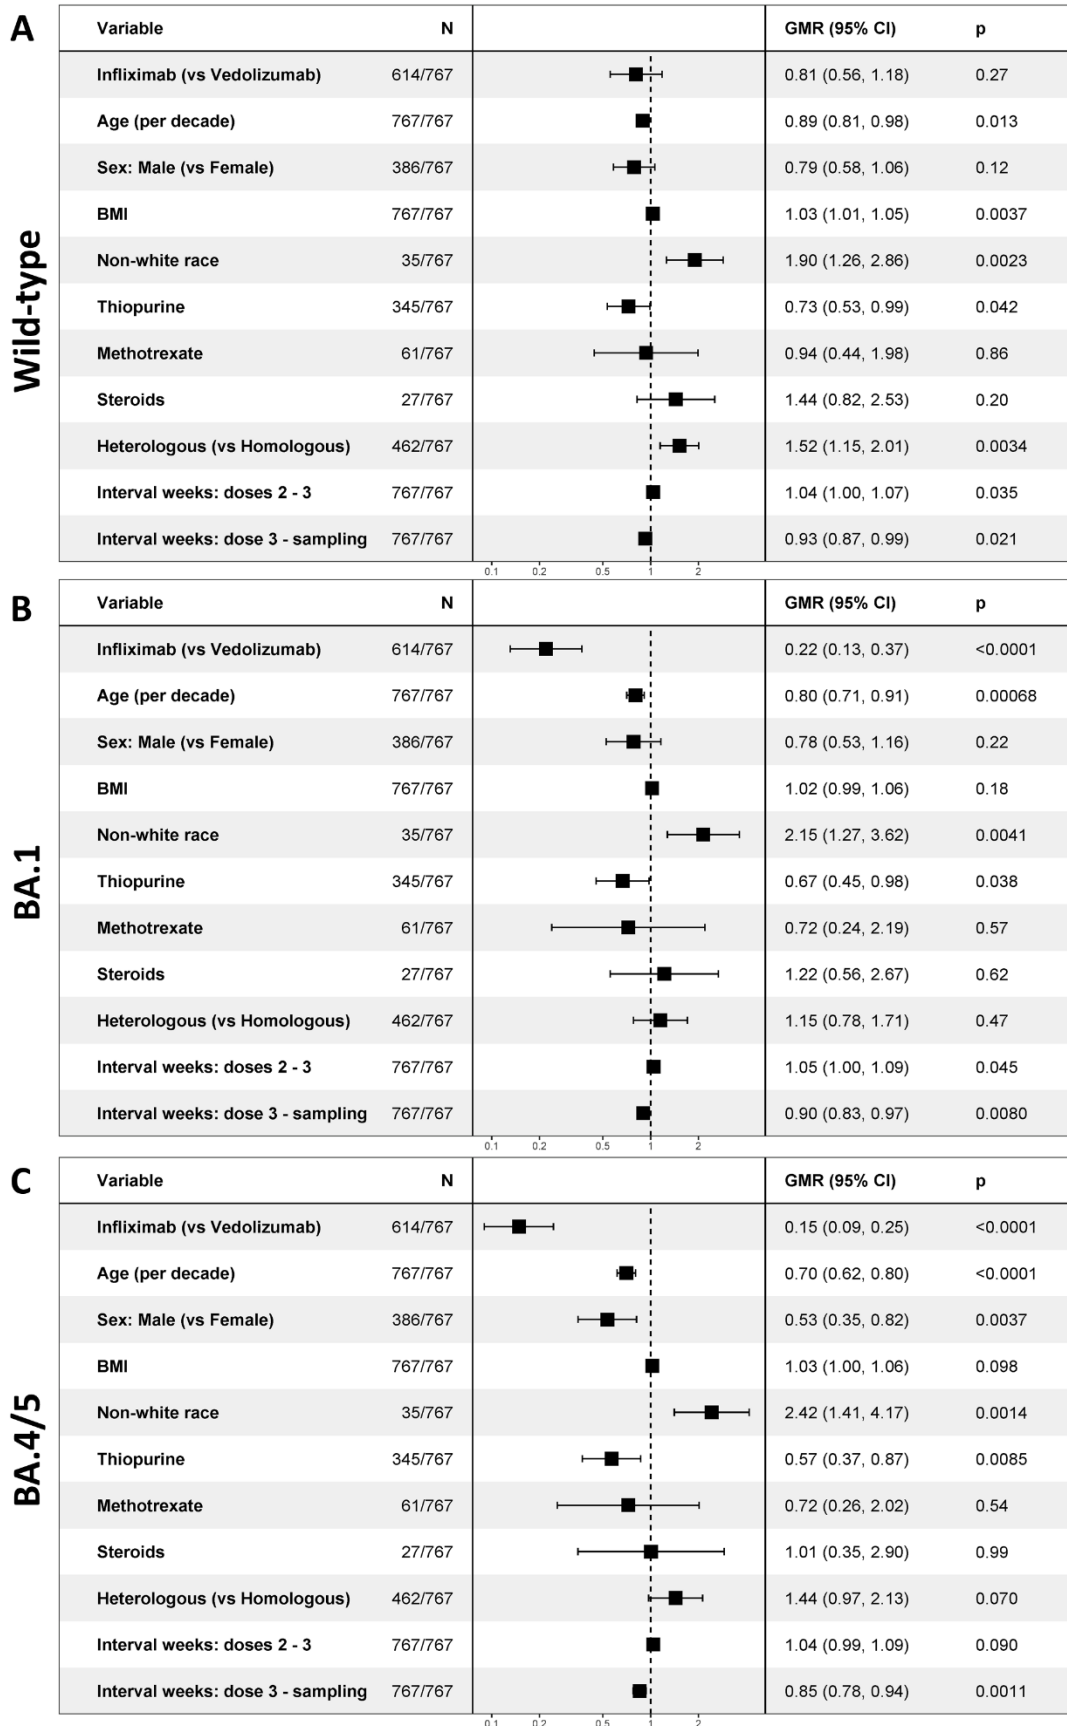 A
Variable N GMR (95% CI) p
Infliximab (vs Vedolizumab) 614/767 0.81 (0.56, 1.18) 0.27
Age (per decade) 767/767 0.89 (0.81, 0.98) 0.013
Sex: Male (vs Female) 386/767 0.79 (0.58, 1.06) 0.12
BMI 767/767 1.03 (1.01, 1.05) 0.0037
Non-white race 35/767 1.90 (1.26, 2.86) 0.0023
Thiopurine 345/767 0.73 (0.53, 0.99) 0.042
Methotrexate 61/767 0.94 (0.44, 1.98) 0.86
Steroids 27/767 1.44 (0.82, 2.53) 0.20
Heterologous (vs Homologous) 462/767 1.52 (1.15, 2.01) 0.0034
Interval weeks: doses 2 - 3 767/767 1.04 (1.00, 1.07) 0.035
Interval weeks: dose 3 - sampling 767/767 0.93 (0.87, 0.99) 0.021
0.1 0.2 0.5 1 2
Wild-type
B
Variable N GMR (95% CI) p
Infliximab (vs Vedolizumab) 614/767 0.22 (0.13, 0.37) <0.0001
Age (per decade) 767/767 0.80 (0.71, 0.91) 0.00068
Sex: Male (vs Female) 386/767 0.78 (0.53, 1.16) 0.22
BMI 767/767 1.02 (0.99, 1.06) 0.18
Non-white race 35/767 2.15 (1.27, 3.62) 0.0041
Thiopurine 345/767 0.67 (0.45, 0.98) 0.038
Methotrexate 61/767 0.72 (0.24, 2.19) 0.57
Steroids 27/767 1.22 (0.56, 2.67) 0.62
Heterologous (vs Homologous) 462/767 1.15 (0.78, 1.71) 0.47
Interval weeks: doses 2 - 3 767/767 1.05 (1.00, 1.09) 0.045
Interval weeks: dose 3 - sampling 767/767 0.90 (0.83, 0.97) 0.0080
0.1 0.2 0.5 1 2
BA.1
C
Variable N GMR (95% CI) p
Infliximab (vs Vedolizumab) 614/767 0.15 (0.09, 0.25) <0.0001
Age (per decade) 767/767 0.70 (0.62, 0.80) <0.0001
Sex: Male (vs Female) 386/767 0.53 (0.35, 0.82) 0.0037
BMI 767/767 1.03 (1.00, 1.06) 0.098
Non-white race 35/767 2.42 (1.41, 4.17) 0.0014
Thiopurine 345/767 0.57 (0.37, 0.87) 0.0085
Methotrexate 61/767 0.72 (0.26, 2.02) 0.54
Steroids 27/767 1.01 (0.35, 2.90) 0.99
Heterologous (vs Homologous) 462/767 1.44 (0.97, 2.13) 0.070
Interval weeks: doses 2 - 3 767/767 1.04 (0.99, 1.09) 0.090
Interval weeks: dose 3 - sampling 767/767 0.85 (0.78, 0.94) 0.0011
0.1 0.2 0.5 1 2
BA.4/5